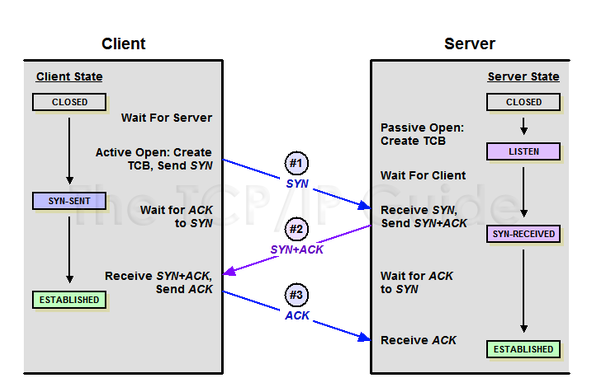 Client
Server
Client State
Server State
CLOSED
CLOSED
Wait For Server
Passive Open:
Create TCB
Active Open: Create
TCB, Send SYN
#1
SYN
LISTEN
Wait For Client
SYN-SENT
Wait for ACK
to SYN
Receive SYN,
Send SYN+ACK
The TCP/IP Guide
#2
SYN+ACK
SYN-RECEIVED
Receive SYN+ACK,
Send ACK
Wait for ACK
to SYN
#3
ACK
ESTABLISHED
Receive ACK
ESTABLISHED